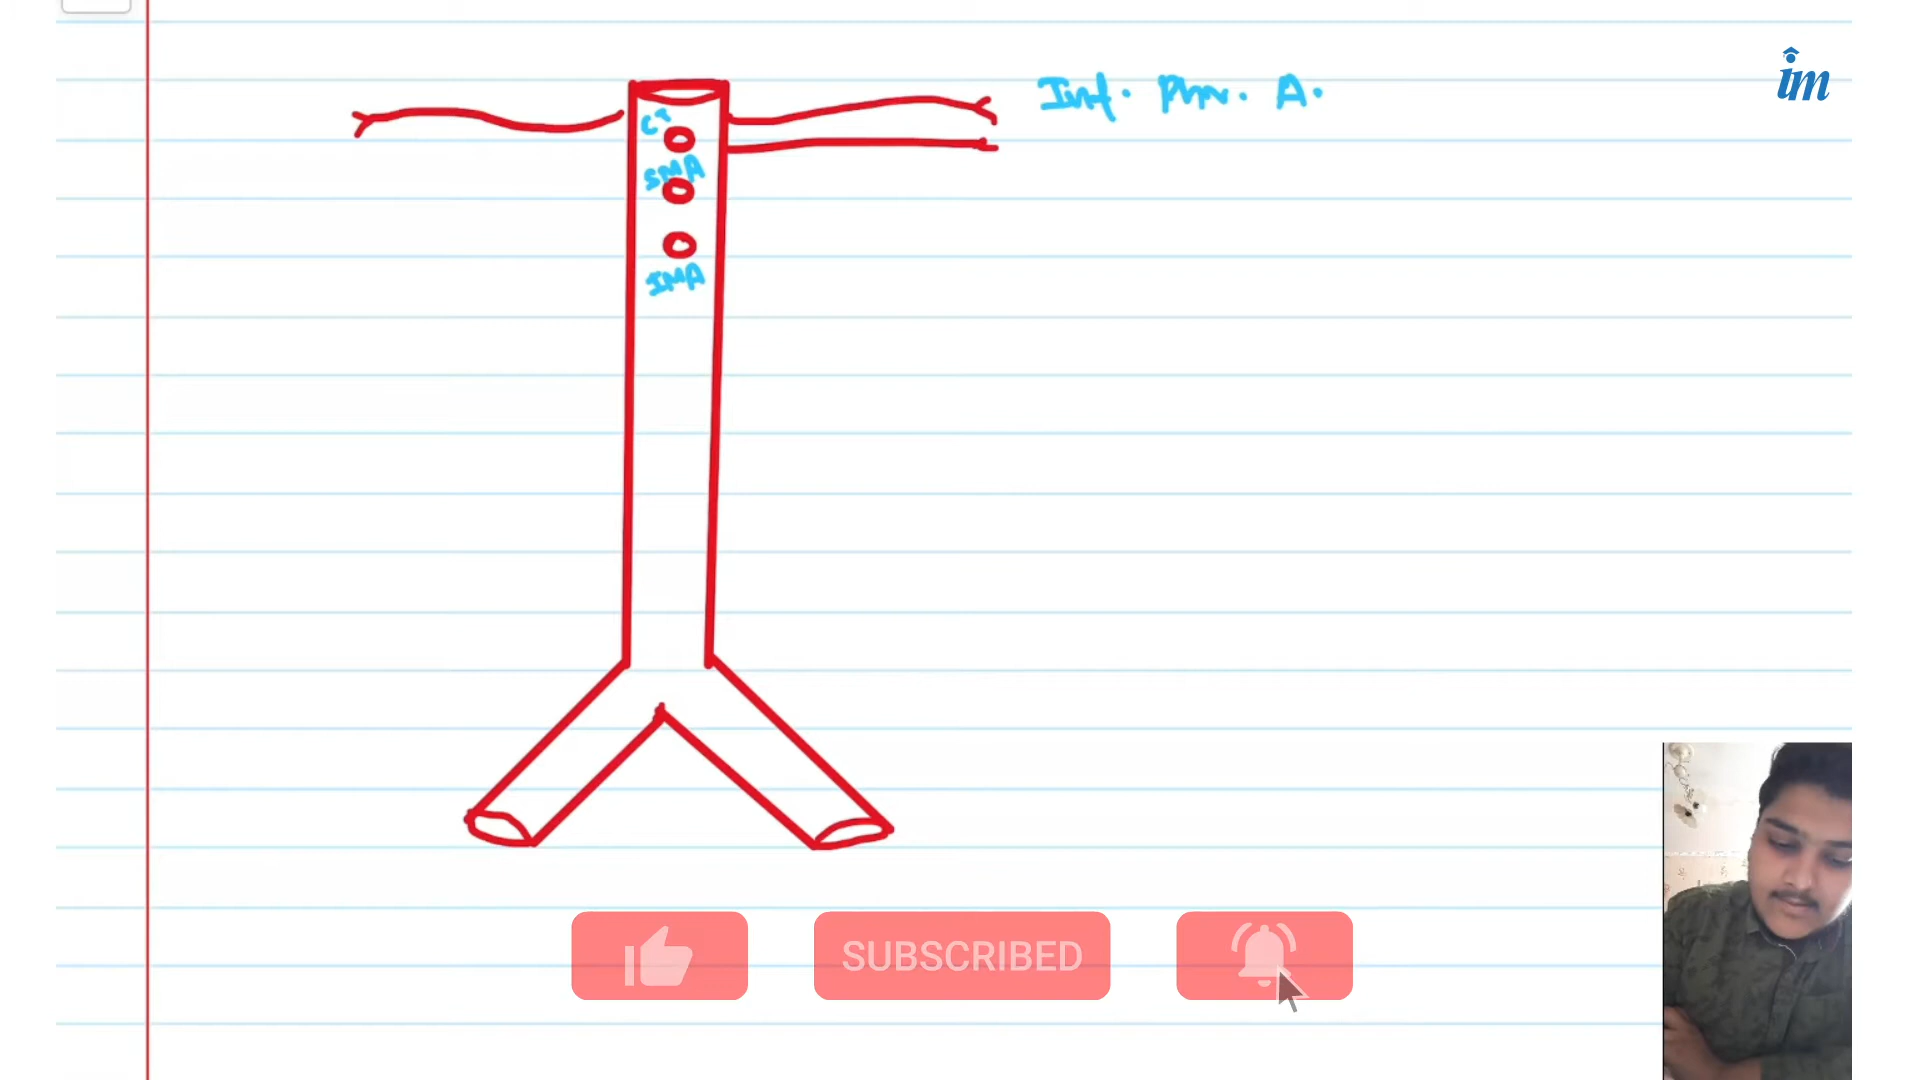 im
Inf. Phr. A.
CT
SMA
IMA
SUBSCRIBED